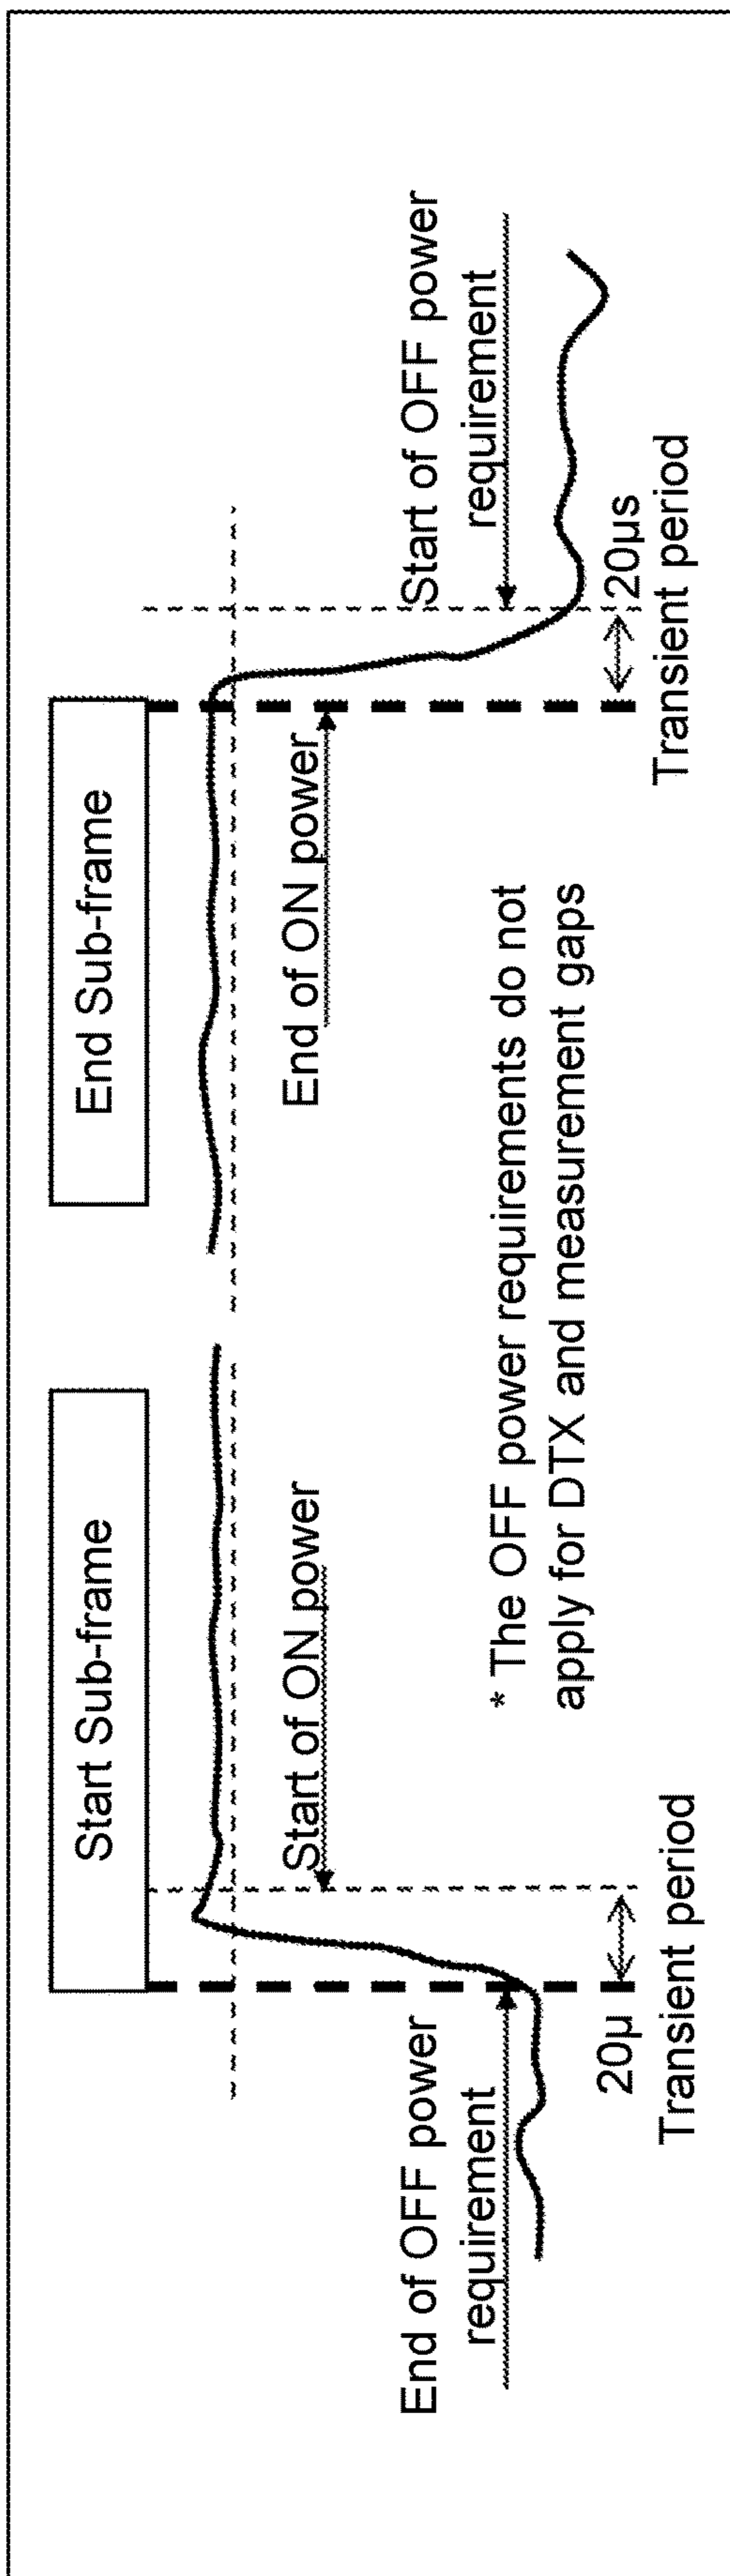 Start Sub-frame
End Sub-frame
End of OFF power
requirement
Start of ON power
End of ON power
Start of OFF power
requirement
* The OFF power requirements do not
apply for DTX and measurement gaps
20µ
Transient period
20µs
Transient period